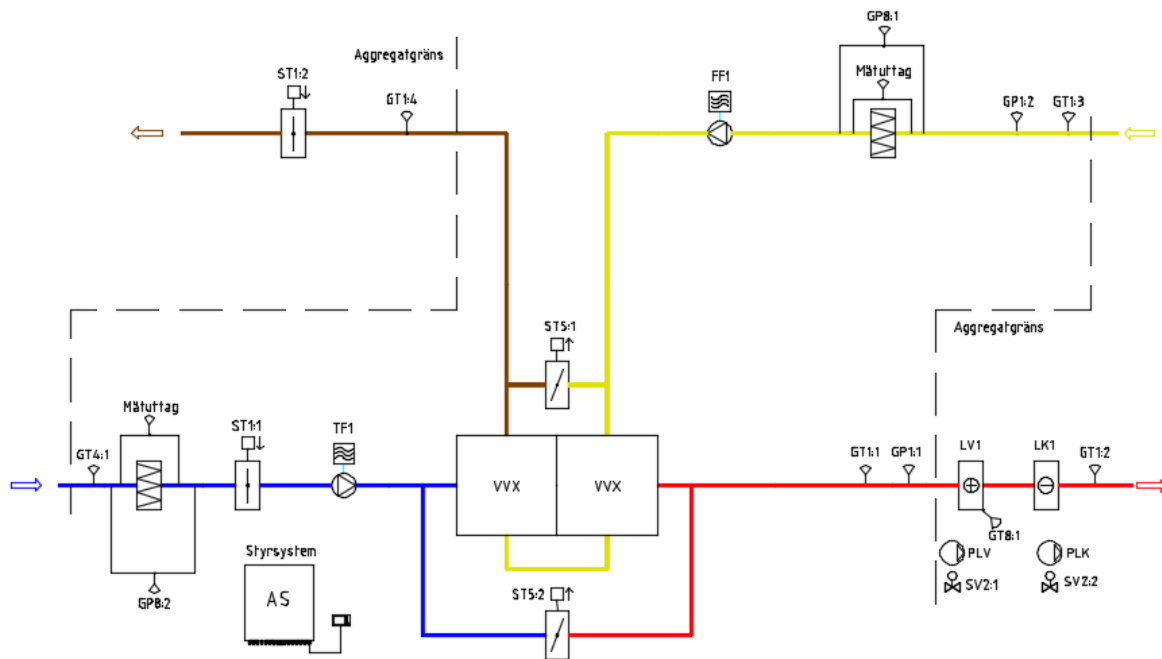 GP8:1
Aggregatgräns
ST1:2
FF1
Mätuttag
GT1:4
GP1:2
GT1:3
ST5:1
Aggregatgräns
Mätuttag
ST1:1
TF1
GT4:1
VVX
VVX
GT1:1
GP1:1
LV1
LK1
GT1:2
GT8:1
Styrsystem
PLV
PLK
AS
GP8:2
ST5:2
SV2:1
SV2:2